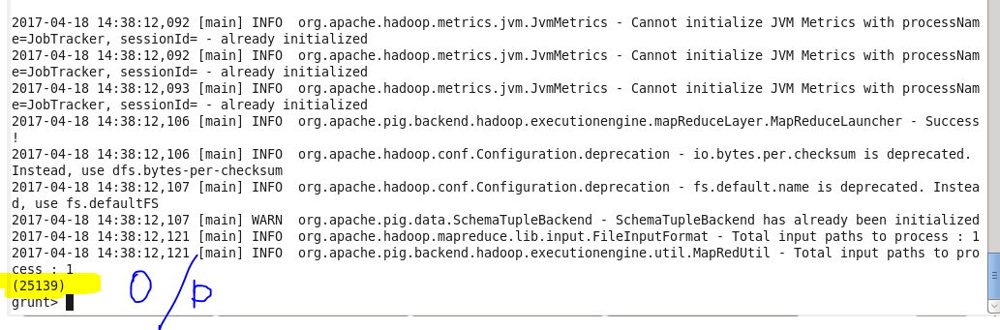 2017-04-18 14:38:12,092 [main] INFO  org.apache.hadoop.metrics.jvm.JvmMetrics - Cannot initialize JVM Metrics with processNam
e=JobTracker, sessionId= - already initialized
2017-04-18 14:38:12,092 [main] INFO  org.apache.hadoop.metrics.jvm.JvmMetrics - Cannot initialize JVM Metrics with processNam
e=JobTracker, sessionId= - already initialized
2017-04-18 14:38:12,093 [main] INFO  org.apache.hadoop.metrics.jvm.JvmMetrics - Cannot initialize JVM Metrics with processNam
e=JobTracker, sessionId= - already initialized
2017-04-18 14:38:12,106 [main] INFO  org.apache.pig.backend.hadoop.executionengine.mapReduceLayer.MapReduceLauncher - Success
!
2017-04-18 14:38:12,106 [main] INFO  org.apache.hadoop.conf.Configuration.deprecation - io.bytes.per.checksum is deprecated.
Instead, use dfs.bytes-per-checksum
2017-04-18 14:38:12,107 [main] INFO  org.apache.hadoop.conf.Configuration.deprecation - fs.default.name is deprecated. Instea
d, use fs.defaultFS
2017-04-18 14:38:12,107 [main] WARN  org.apache.pig.data.SchemaTupleBackend - SchemaTupleBackend has already been initialized
2017-04-18 14:38:12,121 [main] INFO  org.apache.hadoop.mapreduce.lib.input.FileInputFormat - Total input paths to process : 1
2017-04-18 14:38:12,121 [main] INFO  org.apache.pig.backend.hadoop.executionengine.util.MapRedUtil - Total input paths to pro
cess : 1
(25139)
O/p
grunt>